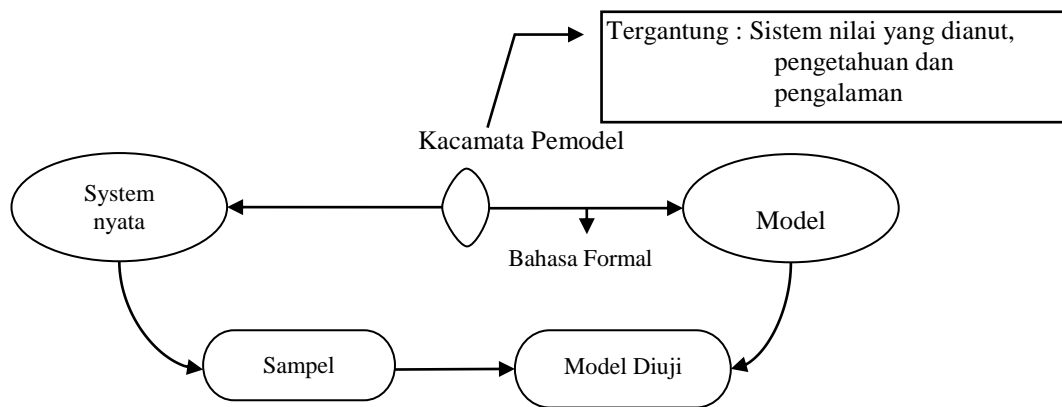 Tergantung : Sistem nilai yang dianut,
pengetahuan dan
pengalaman
Kacamata Pemodel
System
nyata
Model
Bahasa Formal
Sampel
Model Diuji